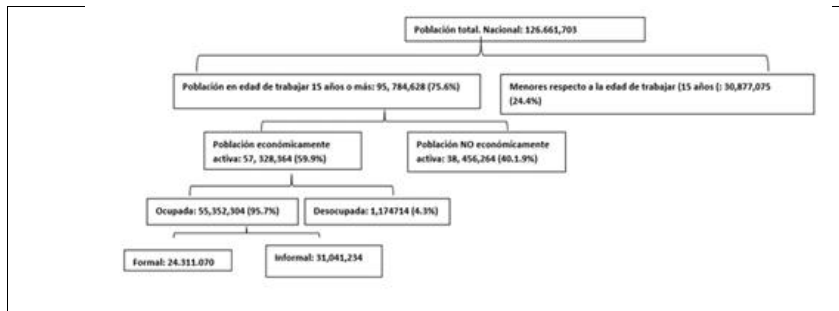 Población total. Nacional: 126.661,703
Población en edad de trabajar 15 años o más: 95, 784,628 (75.6%)
Menores respecto a la edad de trabajar (15 años (: 30,877,075
(24.4%)
Población económicamente
activa: 57, 328,364 (59.9%)
Población NO económicamente
activa: 38, 456,264 (40.1.9%)
Ocupada: 55,352,304 (95.7%)
Desocupada: 1,174714 (4.3%)
Formal: 24.311.070
Informal: 31,041,234